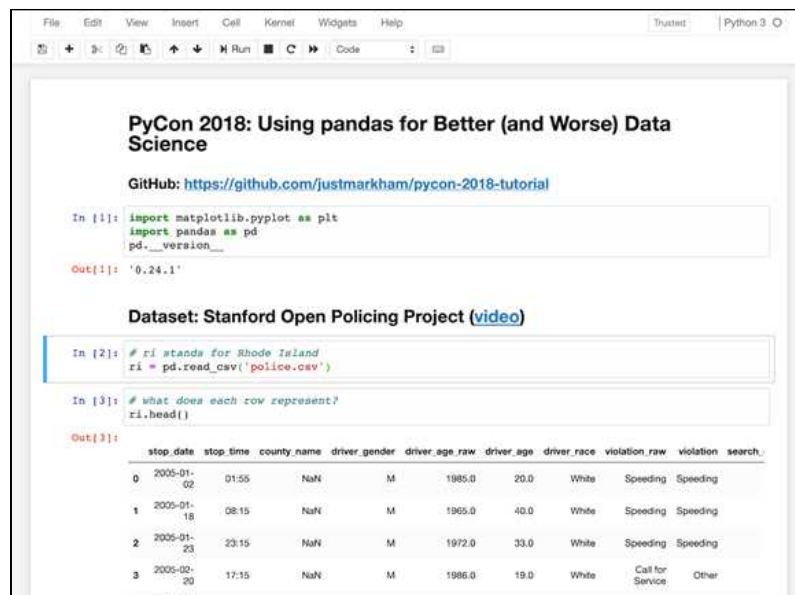 File Edit View Insert Cell Kernel Widgets Help Trusted Python 3
Run Code
PyCon 2018: Using pandas for Better (and Worse) Data
Science
GitHub: https://github.com/justmarkham/pycon-2018-tutorial
In [1]: import matplotlib.pyplot as plt
import pandas as pd
pd.__version__
Out[1]: '0.24.1'
Dataset: Stanford Open Policing Project (video)
In [2]: # ri stands for Rhode Island
ri = pd.read_csv('police.csv')
In [3]: # what does each row represent?
ri.head()
Out[3]:
stop_date stop_time county_name driver_gender driver_age_raw driver_age driver_race violation_raw violation search_
0 2005-01-02 01:55 NaN M 1985.0 20.0 White Speeding Speeding
1 2005-01-18 08:15 NaN M 1965.0 40.0 White Speeding Speeding
2 2005-01-23 23:15 NaN M 1972.0 33.0 White Speeding Speeding
3 2005-02-20 17:15 NaN M 1986.0 19.0 White Call for Service Other